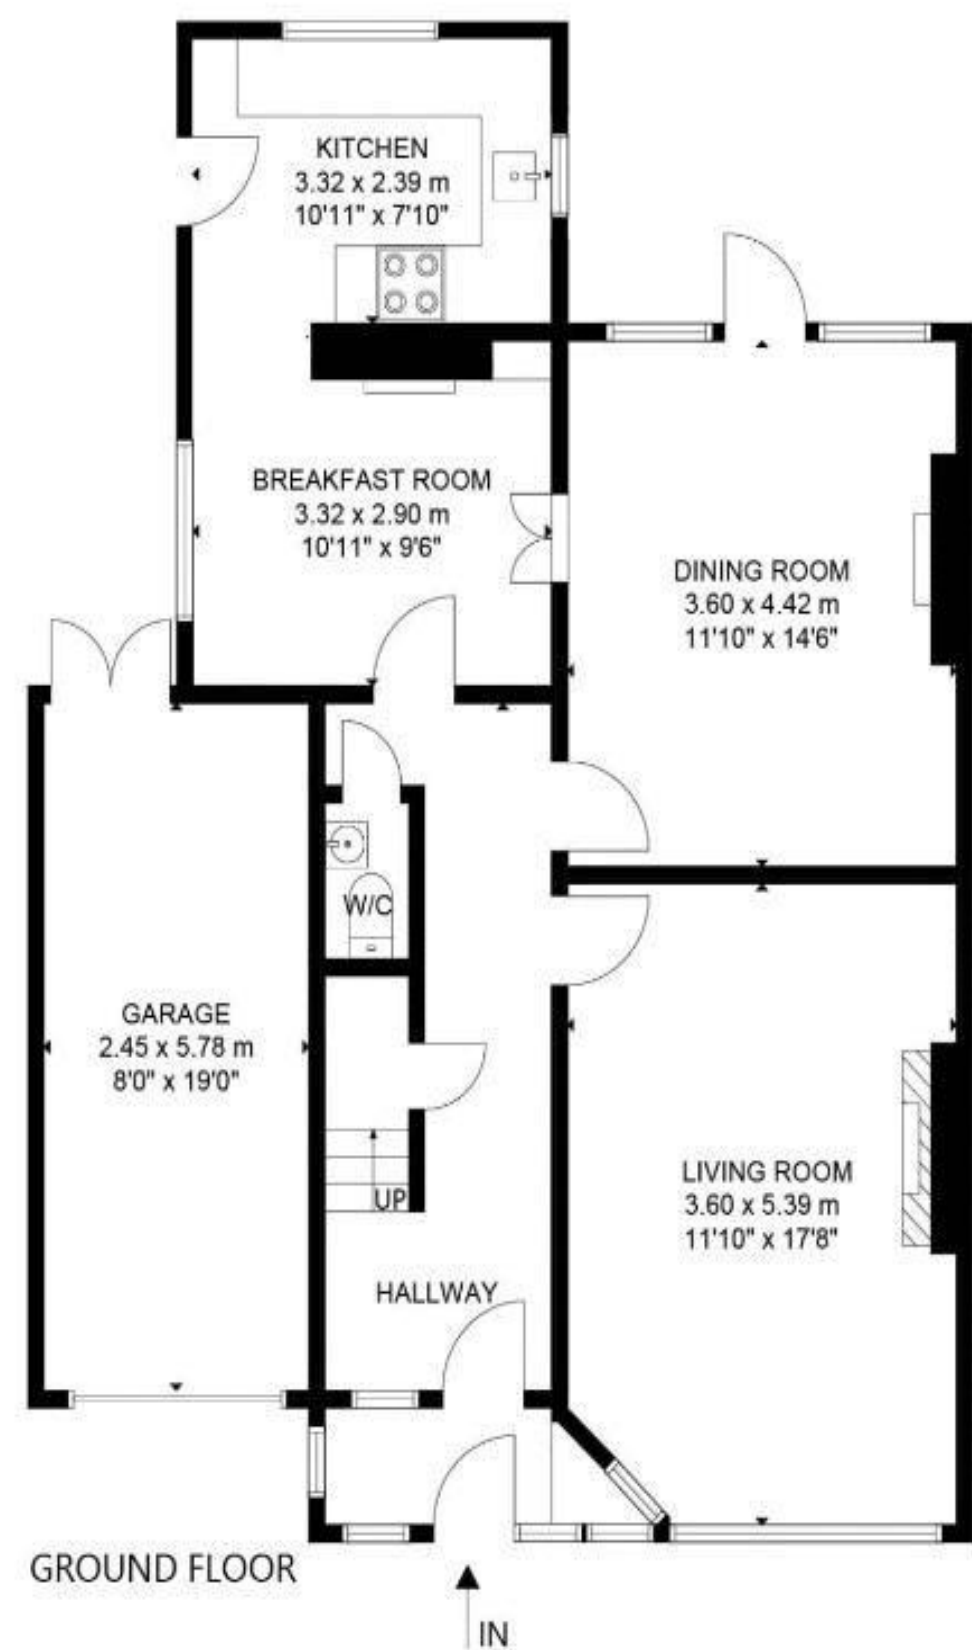 KITCHEN
3.32 x 2.39 m
10'11" x 7'10"
BREAKFAST ROOM
3.32 x 2.90 m
10'11" x 9'6"
DINING ROOM
3.60 x 4.42 m
11'10" x 14'6"
W/C
GARAGE
2.45 x 5.78 m
8'0" x 19'0"
LIVING ROOM
3.60 x 5.39 m
11'10" x 17'8"
UP
HALLWAY
GROUND FLOOR
IN